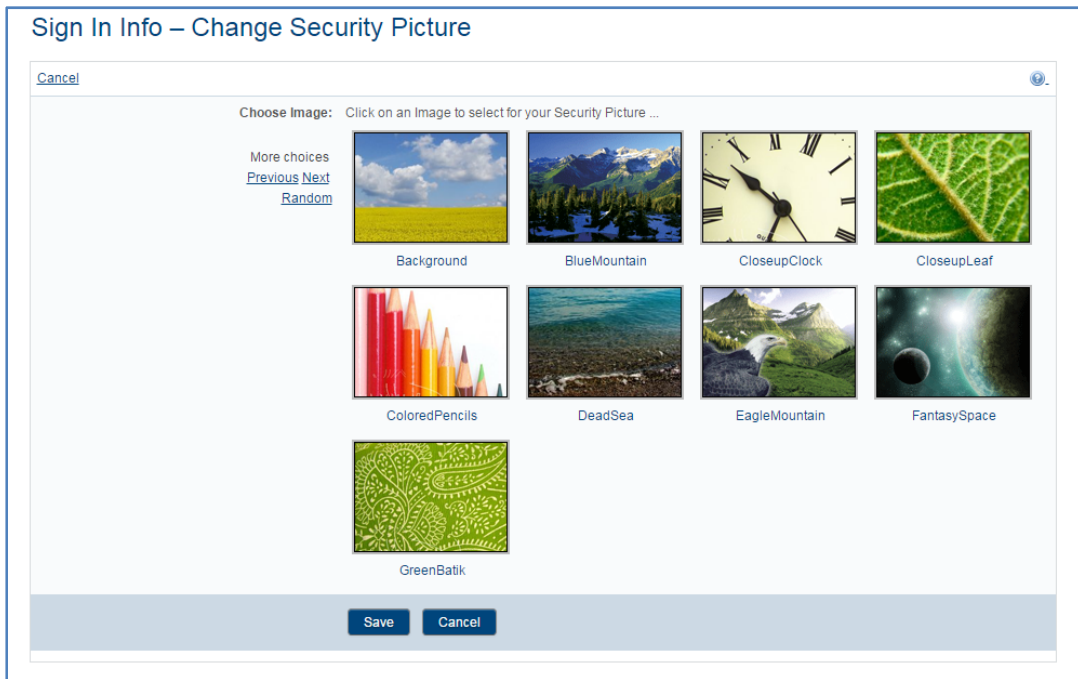 Sign In Info – Change Security Picture
Cancel
Choose Image: Click on an Image to select for your Security Picture ...
More choices
Previous Next
Random
Background BlueMountain CloseupClock CloseupLeaf
ColoredPencils DeadSea EagleMountain FantasySpace
GreenBatik
Save Cancel